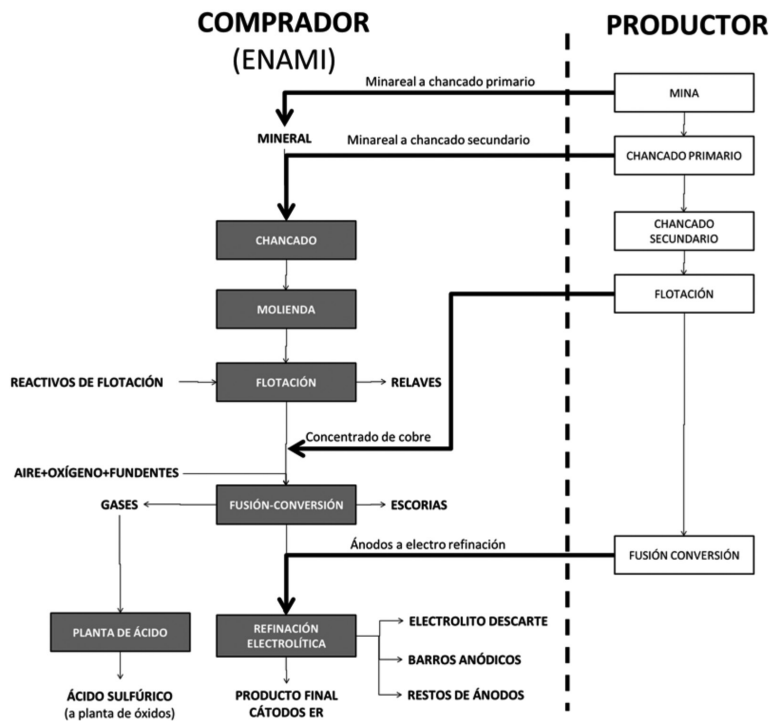 COMPRADOR
(ENAMI)
PRODUCTOR
Minareal a chancado primario
MINA
MINERAL
Minareal a chancado secundario
CHANCADO PRIMARIO
CHANCADO
CHANCADO
SECUNDARIO
MOLIENDA
FLOTACIÓN
REACTIVOS DE FLOTACIÓN
FLOTACIÓN
RELAVES
Concentrado de cobre
AIRE+OXÍGENO+FUNDENTES
GASES
FUSIÓN-CONVERSIÓN
ESCORIAS
Ánodos a electro refinación
FUSIÓN CONVERSIÓN
PLANTA DE ÁCIDO
REFINACIÓN
ELECTROLÍTICA
ELECTROLITO DESCARTE
BARROS ANÓDICOS
RESTOS DE ÁNODOS
ÁCIDO SULFÚRICO
(a planta de óxidos)
PRODUCTO FINAL
CÁTODOS ER